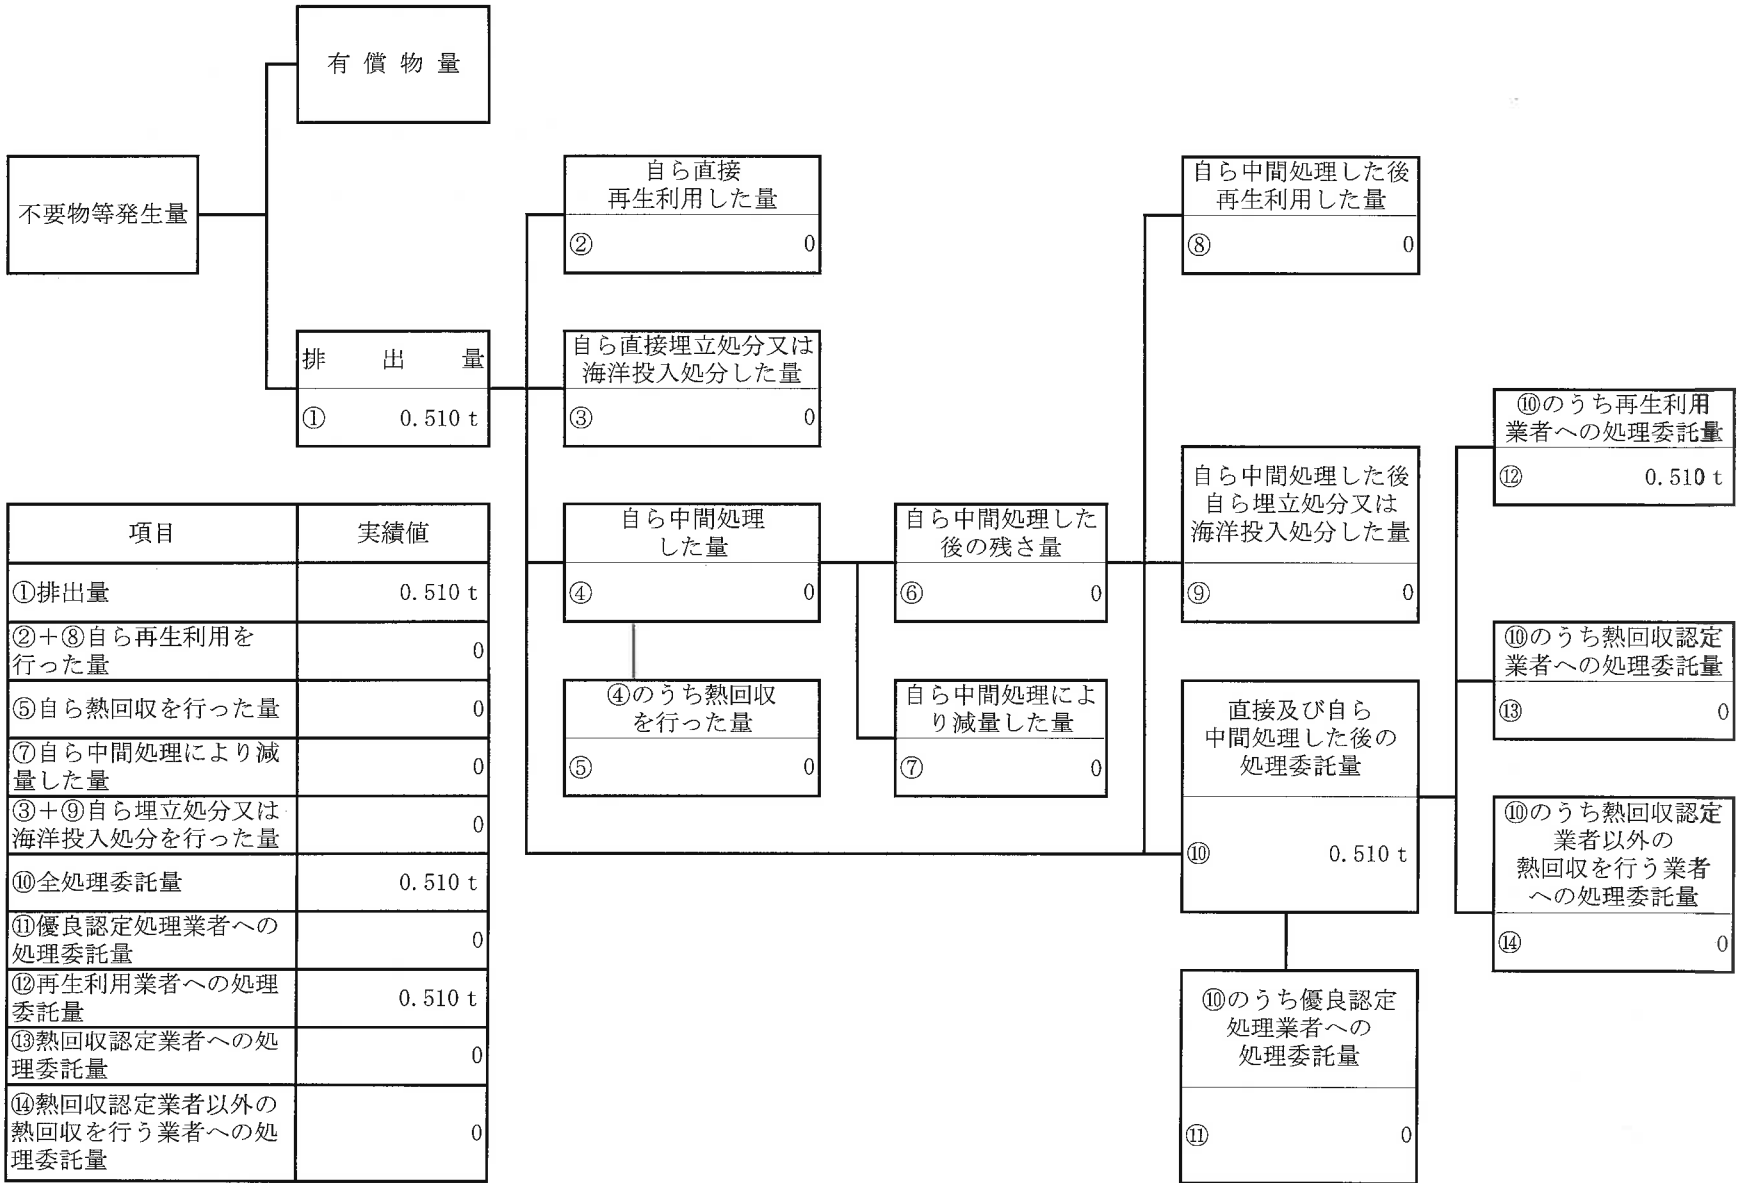 有 償 物 量
不要物等発生量
排 出 量
① 0.510 t
自ら直接
再生利用した量
② 0
自ら直接埋立処分又は
海洋投入処分した量
③ 0
自ら中間処理
した量
④ 0
④のうち熱回収
を行った量
⑤ 0
自ら中間処理した
後の残さ量
⑥ 0
自ら中間処理によ
り減量した量
⑦ 0
自ら中間処理した後
再生利用した量
⑧ 0
自ら中間処理した後
自ら埋立処分又は
海洋投入処分した量
⑨ 0
直接及び自ら
中間処理した後の
処理委託量
⑩ 0.510 t
⑩のうち優良認定
処理業者への
処理委託量
⑪ 0
⑩のうち再生利用
業者への処理委託量
⑫ 0.510 t
⑩のうち熱回収認定
業者への処理委託量
⑬ 0
⑩のうち熱回収認定
業者以外の
熱回収を行う業者
への処理委託量
⑭ 0
項目 実績値
①排出量 0.510 t
②+⑧自ら再生利用を
行った量 0
⑤自ら熱回収を行った量 0
⑦自ら中間処理により減
量した量 0
③+⑨自ら埋立処分又は
海洋投入処分を行った量 0
⑩全処理委託量 0.510 t
⑪優良認定処理業者への
処理委託量 0
⑫再生利用業者への処理
委託量 0.510 t
⑬熱回収認定業者への処
理委託量 0
⑭熱回収認定業者以外の
熱回収を行う業者への処
理委託量 0